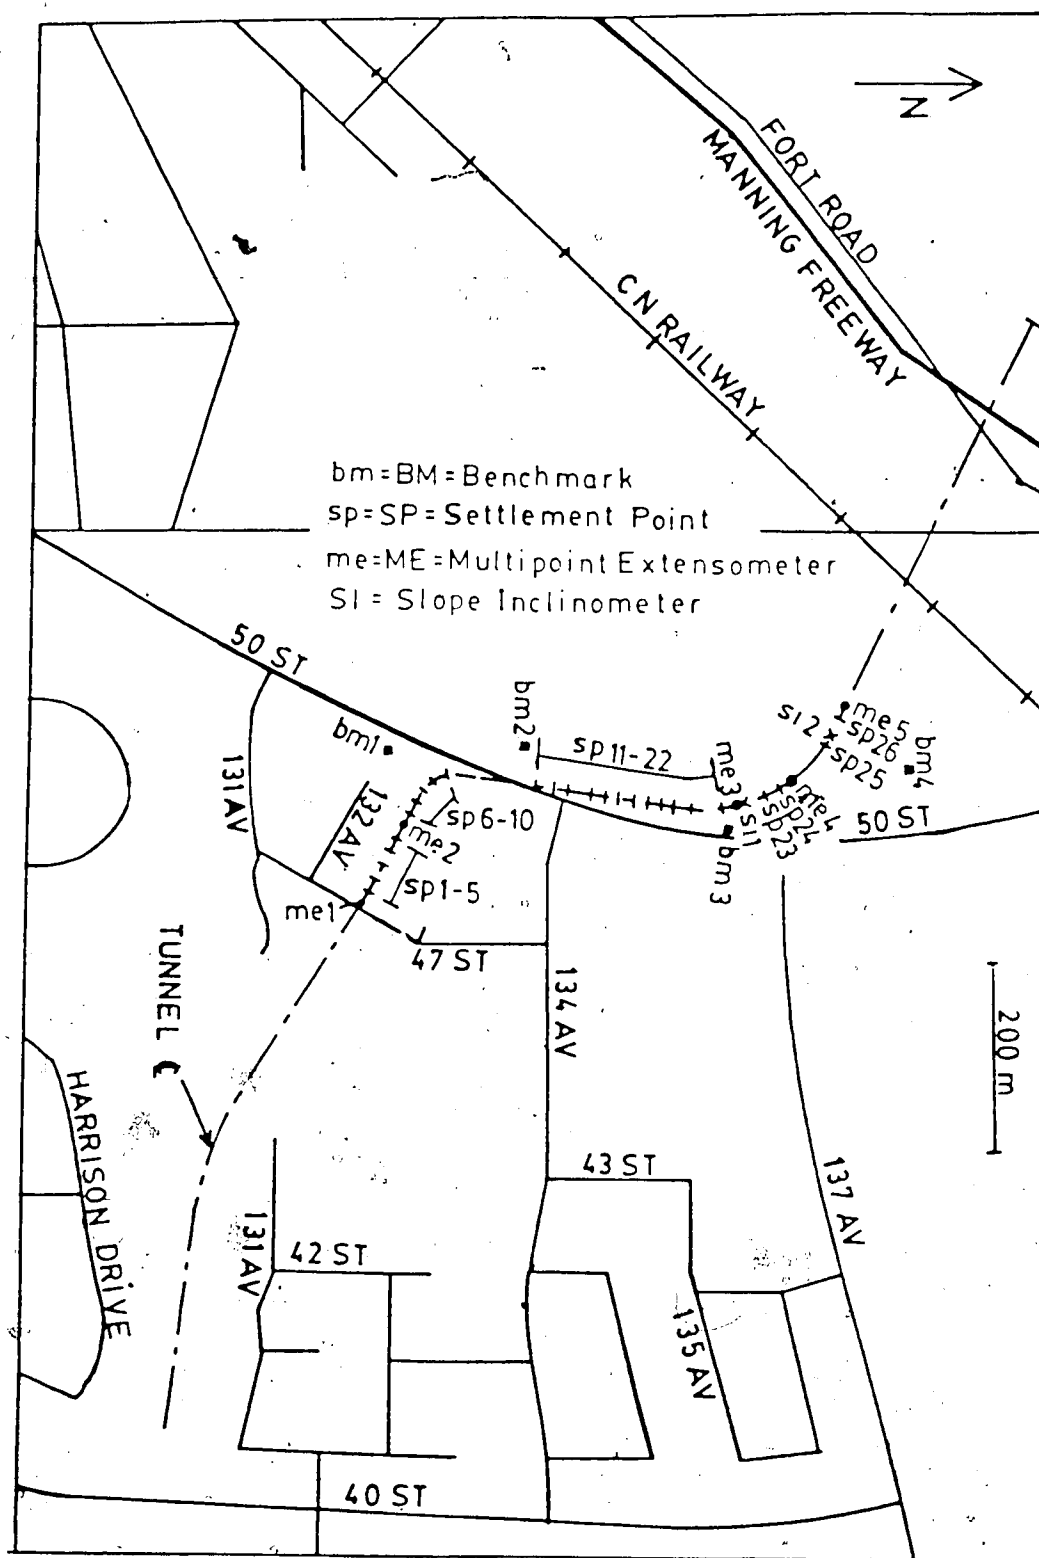 N
FORT ROAD
MANNING FREEWAY
CN RAILWAY
bm=BM=Benchmark
sp=SP=Settlement Point
me=ME=Multipoint Extensometer
SI = Slope Inclinometer
50 ST
bm1
bm2
sp11-22
me3
si1
bm3
si2
me5
sp26
sp25
bm4
me4
sp24
sp23
50 ST
131 AV
132 AV
sp6-10
me2
sp1-5
me1
47 ST
134 AV
200 m
TUNNEL ℄
HARRISON DRIVE
43 ST
137 AV
131 AV
42 ST
135 AV
40 ST